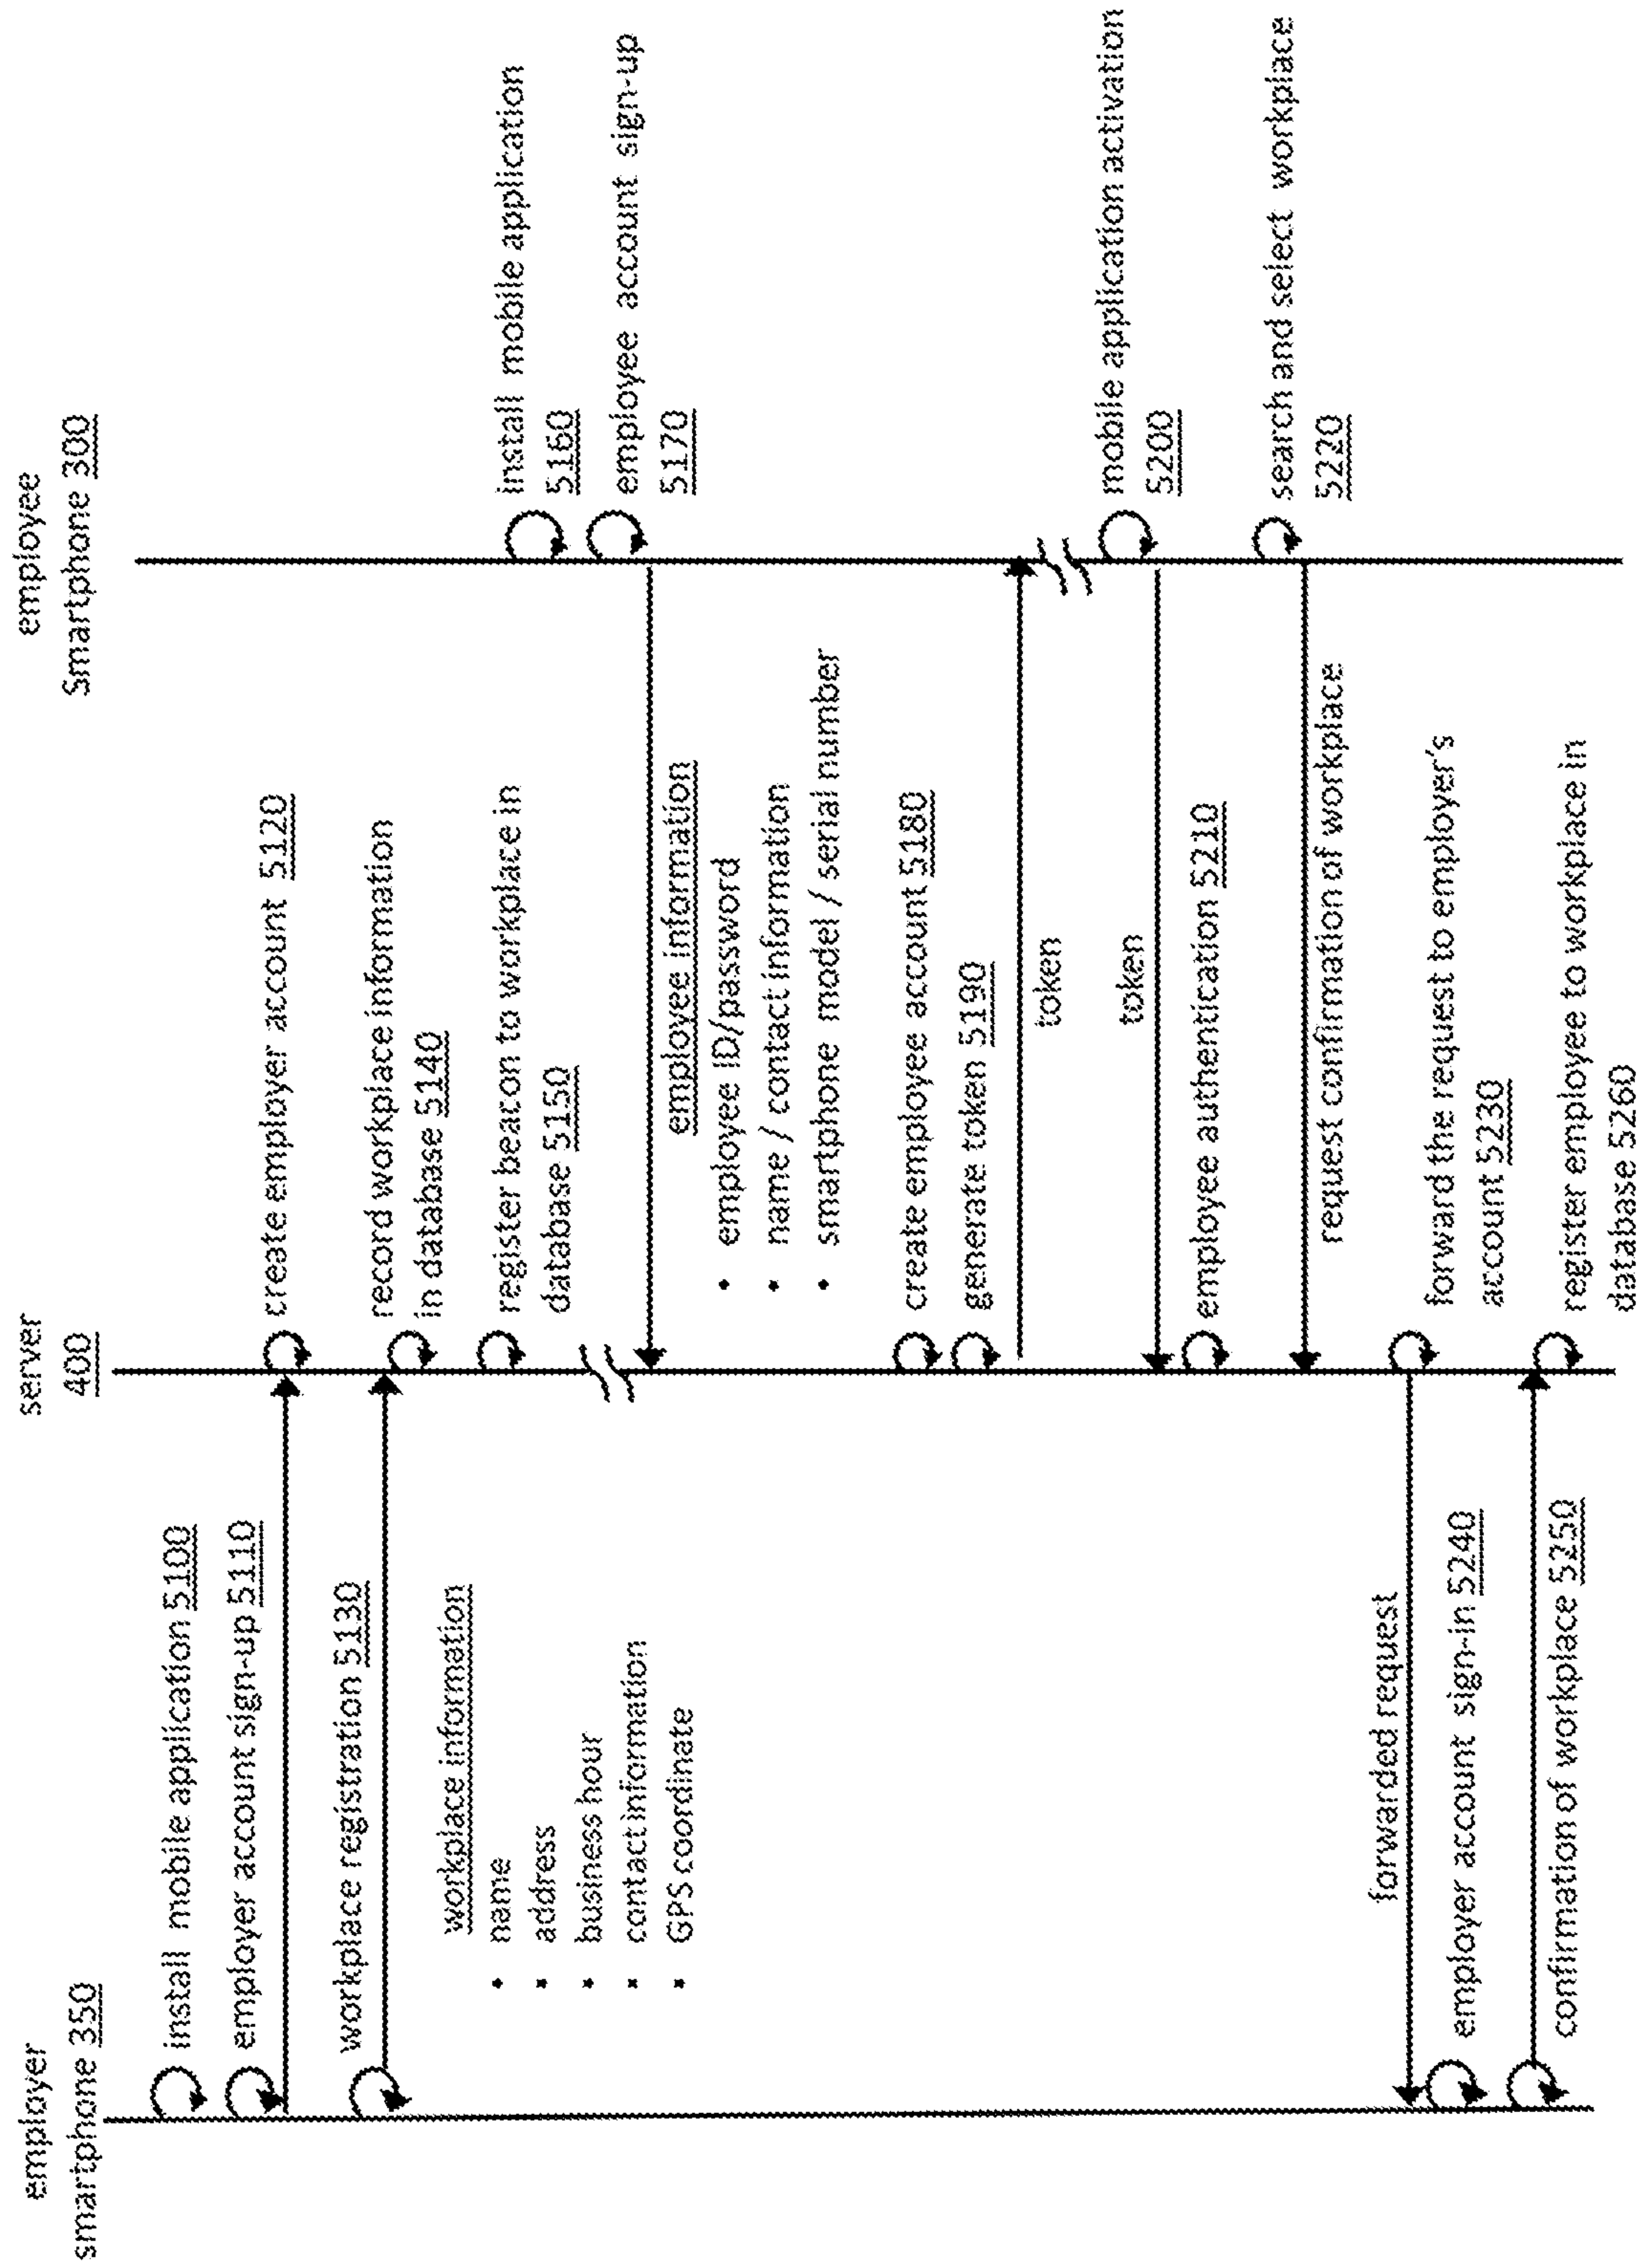 employer
smartphone 350
server
400
employee
Smartphone 300
install mobile application 5100
employer account sign-up 5110
create employer account 5120
workplace registration 5130
record workplace information
in database 5140
workplace information
• name
• address
• business hour
• contact information
• GPS coordinate
register beacon to workplace in
database 5150
install mobile application
5160
employee account sign-up
5170
employee information
• employee ID/password
• name / contact information
• smartphone model / serial number
create employee account 5180
generate token 5190
token
mobile application activation
5200
token
employee authentication 5210
search and select workplace
5220
request confirmation of workplace
forward the request to employer's
account 5230
forwarded request
employer account sign-in 5240
confirmation of workplace 5250
register employee to workplace in
database 5260